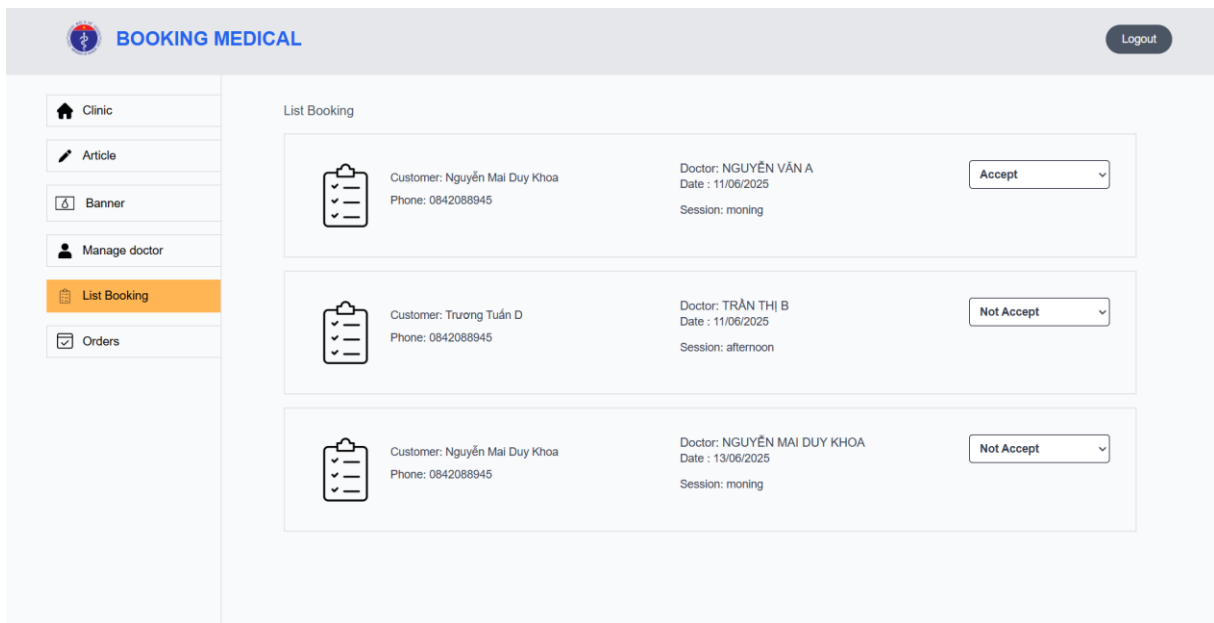 BOOKING MEDICAL
Logout
Clinic
Article
Banner
Manage doctor
List Booking
Orders
List Booking
Customer: Nguyễn Mai Duy Khoa
Phone: 0842088945
Doctor: NGUYỄN VĂN A
Date : 11/06/2025
Session: moning
Accept
Customer: Trương Tuấn D
Phone: 0842088945
Doctor: TRẦN THỊ B
Date : 11/06/2025
Session: afternoon
Not Accept
Customer: Nguyễn Mai Duy Khoa
Phone: 0842088945
Doctor: NGUYỄN MAI DUY KHOA
Date : 13/06/2025
Session: moning
Not Accept